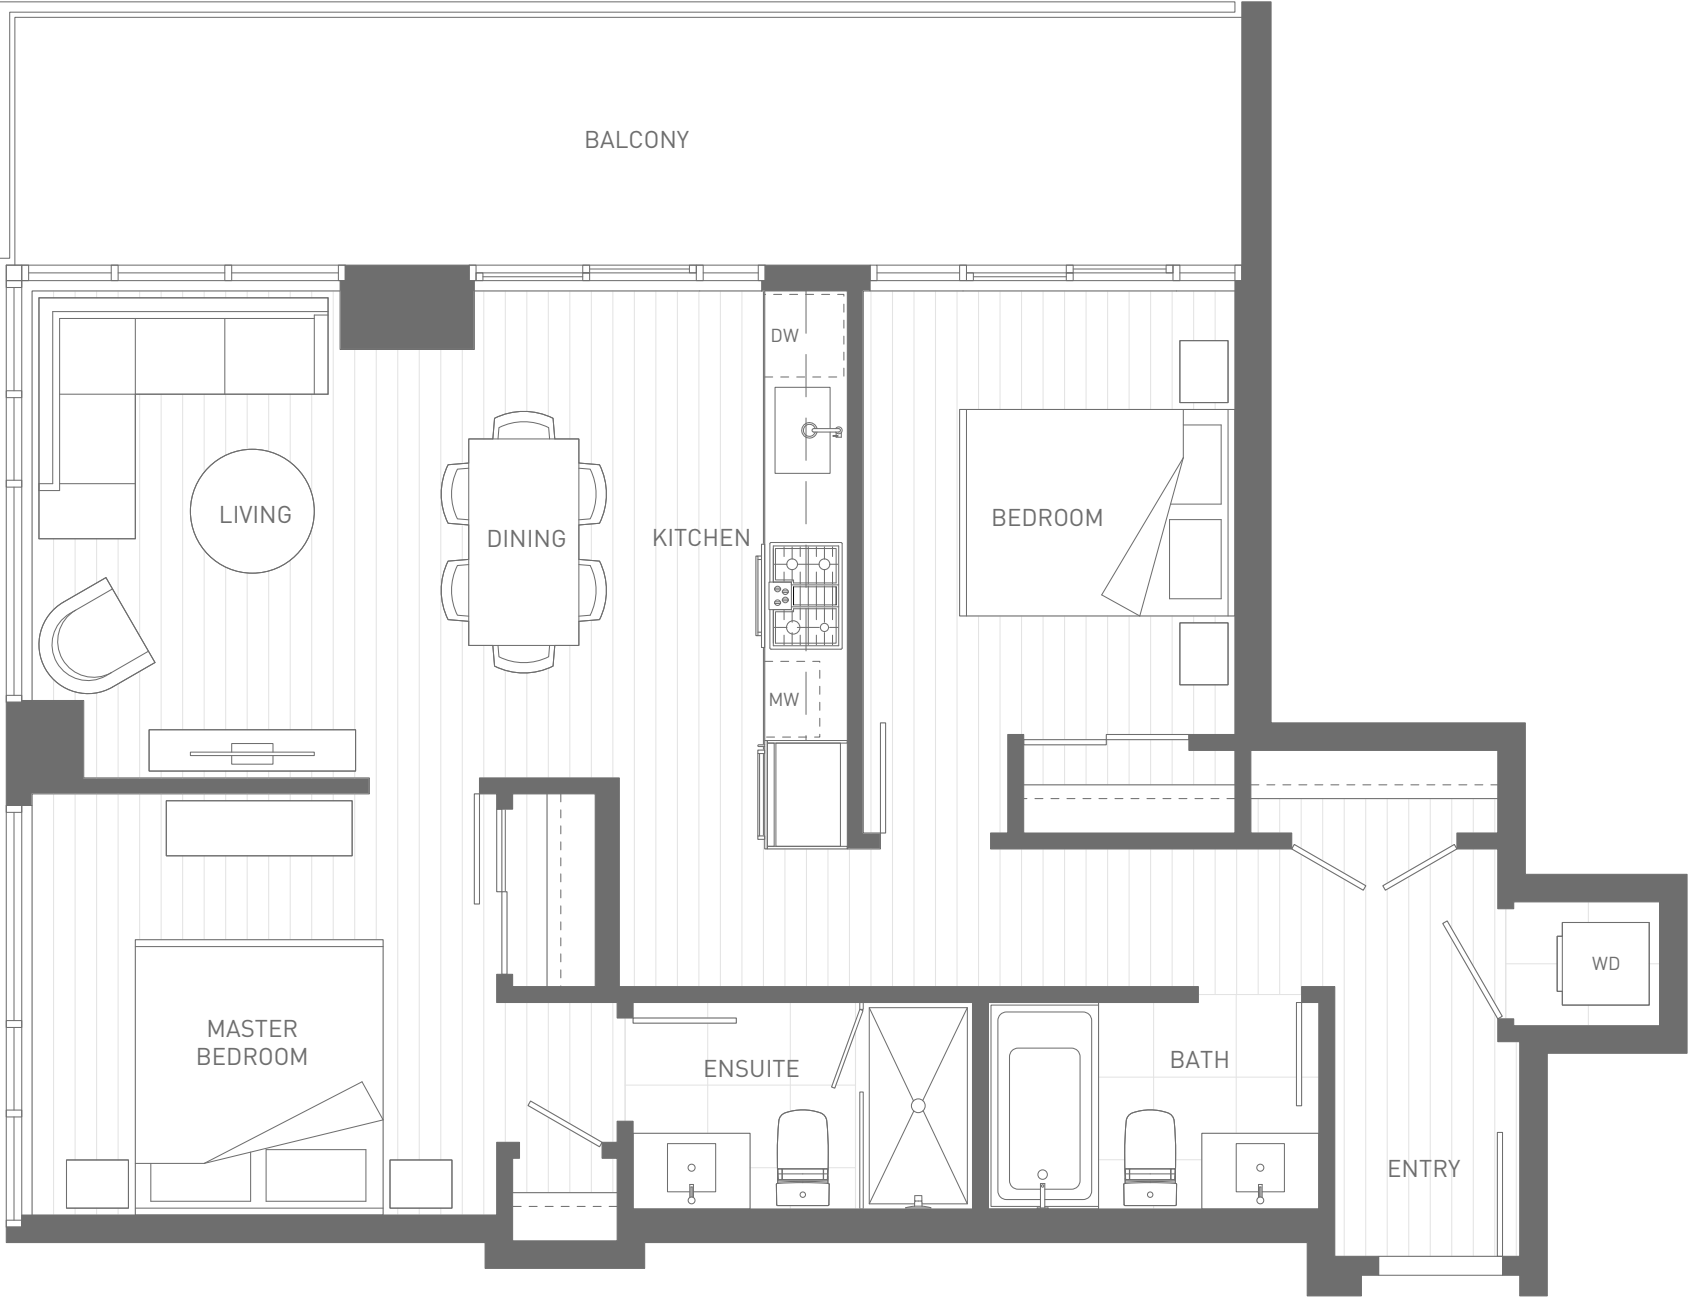 BALCONY
DW
LIVING
DINING
KITCHEN
BEDROOM
MW
WD
MASTER
BEDROOM
ENSUITE
BATH
ENTRY